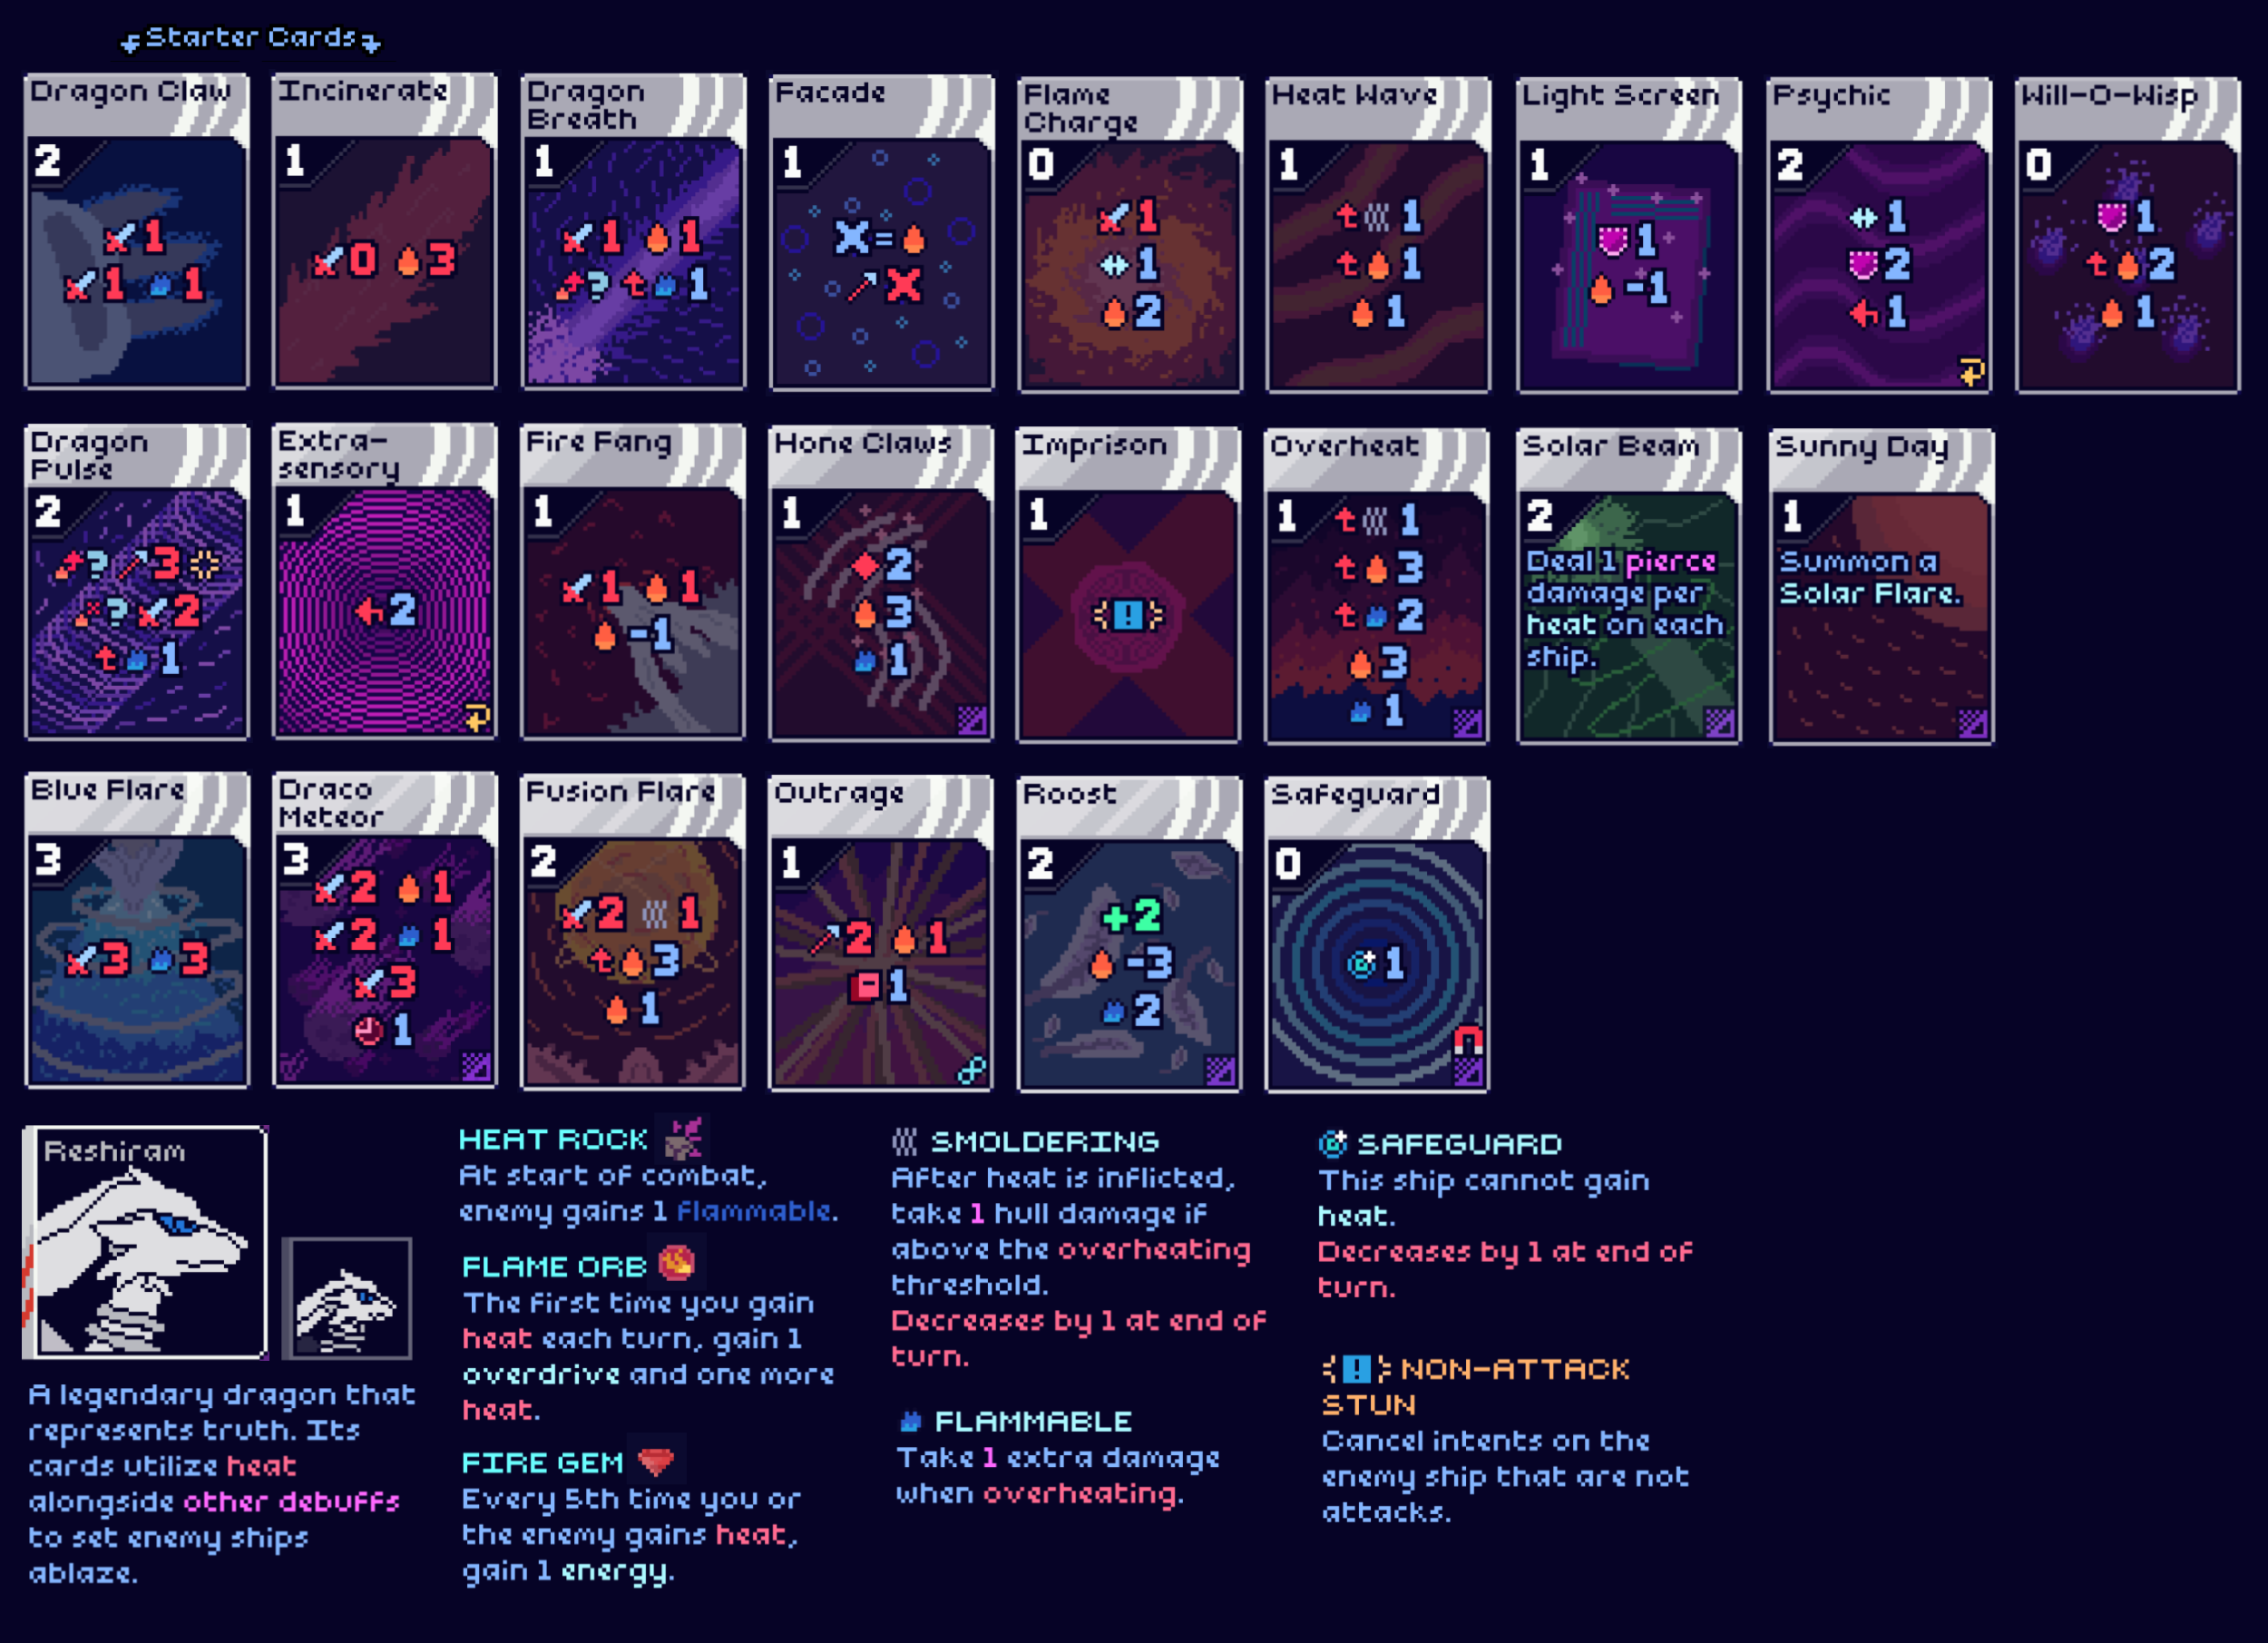 Starter Cards
Dragon Claw
2
1
1 1
Incinerate
1
0 3
Dragon
Breath
1
1 1
? 1
Facade
1
=
Flame
Charge
0
1
1
2
Heat Wave
1
1
1
1
Light Screen
1
1
-1
Psychic
2
1
2
1
Will-O-Wisp
0
1
2
1
Dragon
Pulse
2
? 3
? 2
1
Extra-
sensory
1
2
Fire Fang
1
1 1
-1
Hone Claws
1
2
3
1
Imprison
1
!
Overheat
1
1
3
2
3
1
Solar Beam
2
Deal 1 pierce
damage per
heat on each
ship.
Sunny Day
1
Summon a
Solar Flare.
Blue Flare
3
3 3
Draco
Meteor
3
2 1
2 1
3
1
Fusion Flare
2
2 1
3
1
Outrage
1
2 1
1
Roost
2
+2
-3
2
Safeguard
0
1
Reshiram
A legendary dragon that
represents truth. Its
cards utilize heat
alongside other debuffs
to set enemy ships
ablaze.
HEAT ROCK
At start of combat,
enemy gains 1 flammable.
FLAME ORB
The first time you gain
heat each turn, gain 1
overdrive and one more
heat.
FIRE GEM
Every 5th time you or
the enemy gains heat,
gain 1 energy.
SMOLDERING
After heat is inflicted,
take 1 hull damage if
above the overheating
threshold.
Decreases by 1 at end of
turn.
FLAMMABLE
Take 1 extra damage
when overheating.
SAFEGUARD
This ship cannot gain
heat.
Decreases by 1 at end of
turn.
! NON-ATTACK
STUN
Cancel intents on the
enemy ship that are not
attacks.